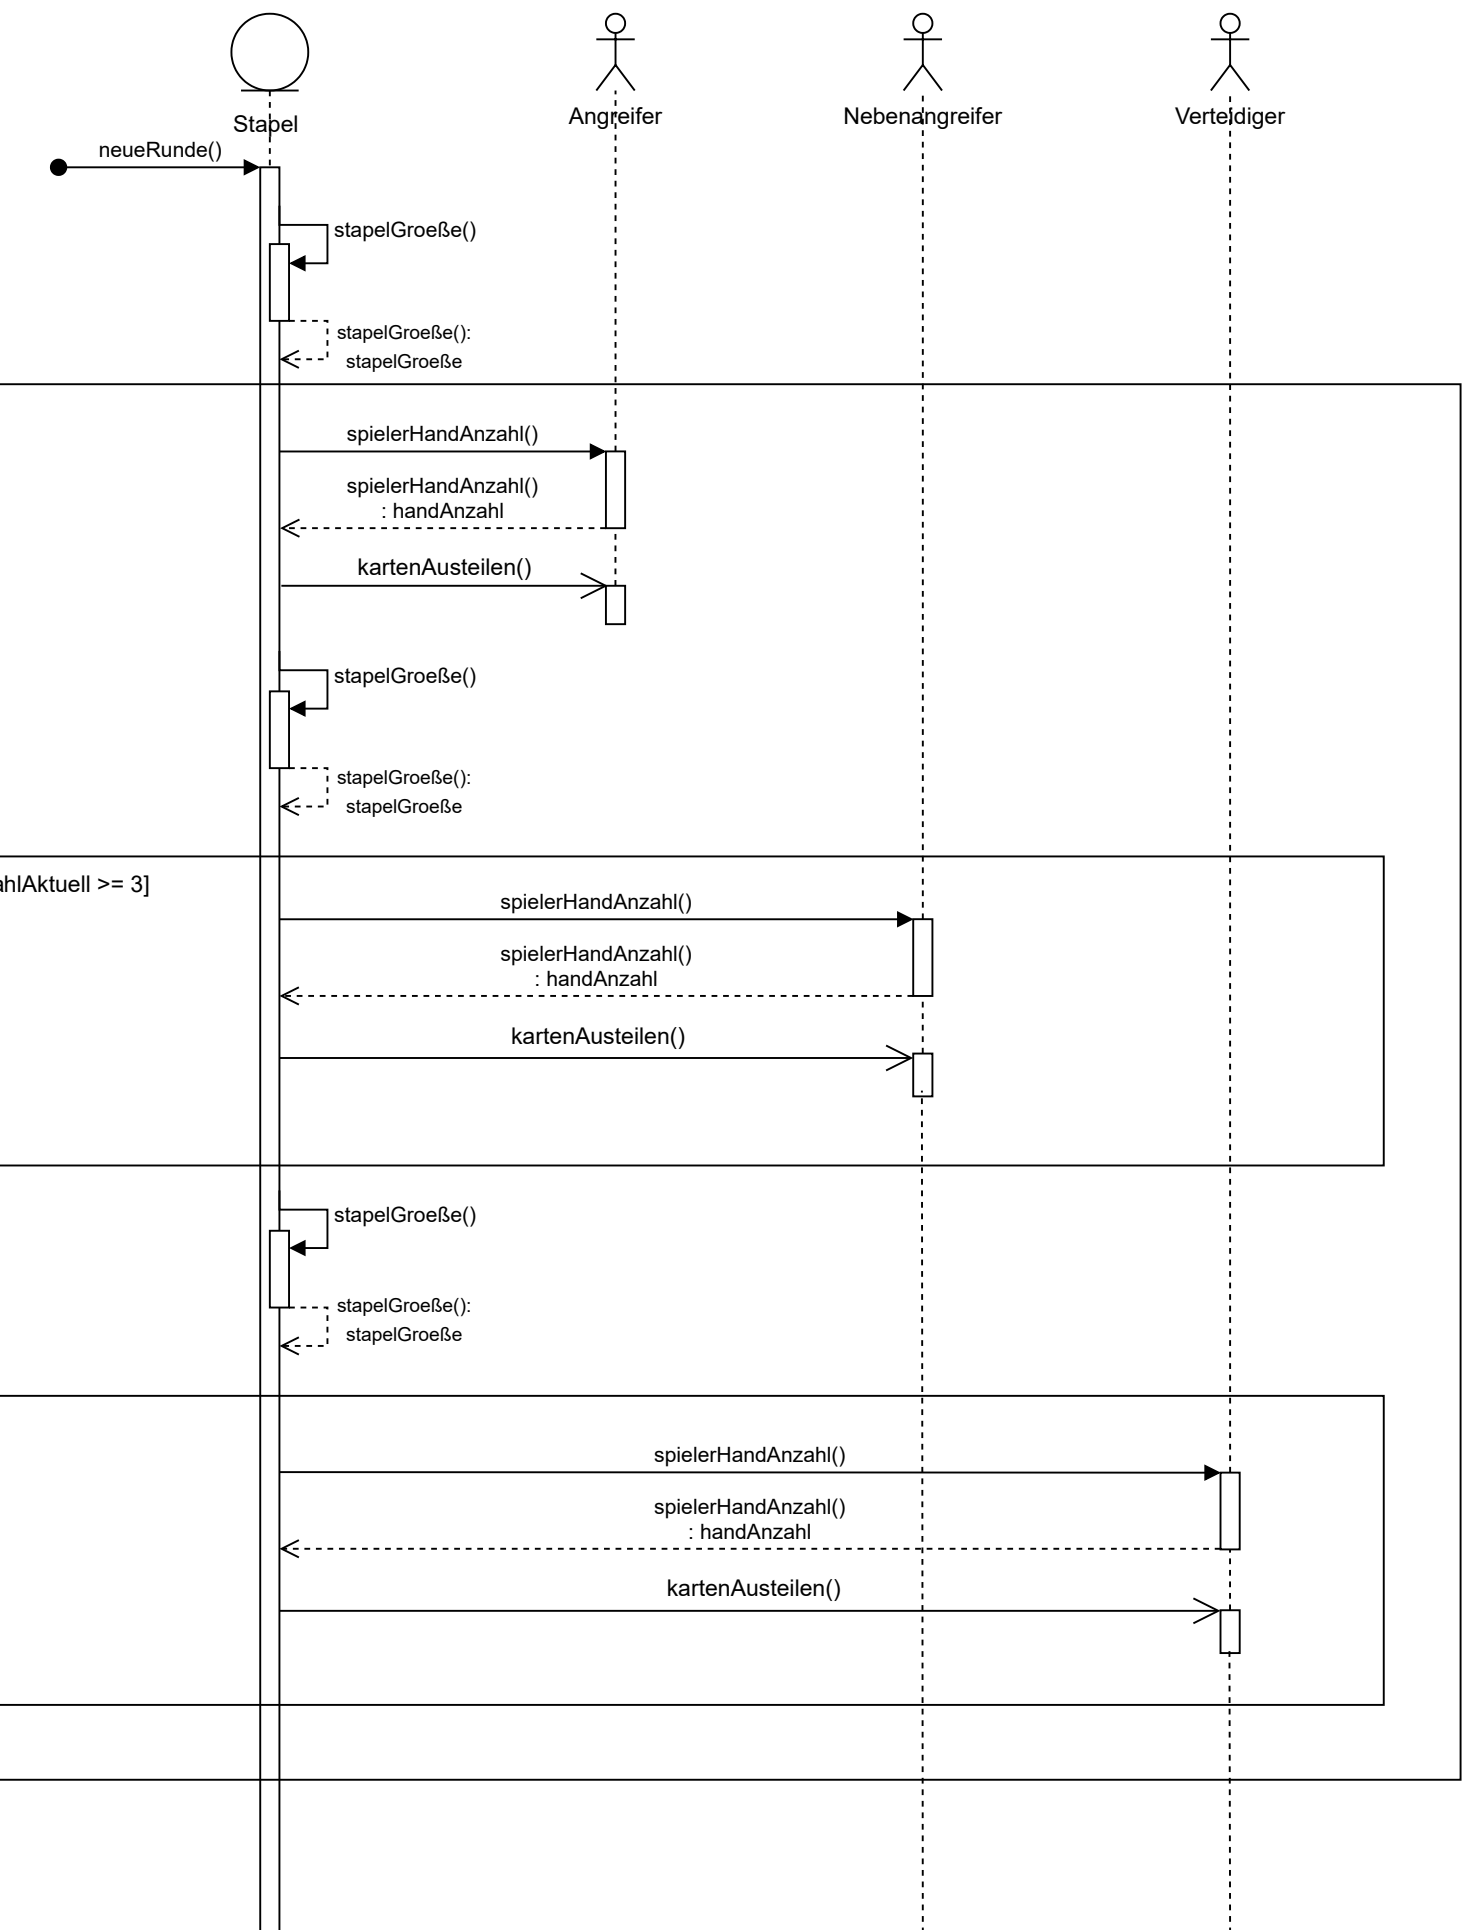 Stapel
Angreifer
Nebenangreifer
Verteidiger
neueRunde()
stapelGroeße()
stapelGroeße():
stapelGroeße
spielerHandAnzahl()
spielerHandAnzahl()
: handAnzahl
kartenAusteilen()
stapelGroeße()
stapelGroeße():
stapelGroeße
ahlAktuell >= 3]
spielerHandAnzahl()
spielerHandAnzahl()
: handAnzahl
kartenAusteilen()
stapelGroeße()
stapelGroeße():
stapelGroeße
spielerHandAnzahl()
spielerHandAnzahl()
: handAnzahl
kartenAusteilen()